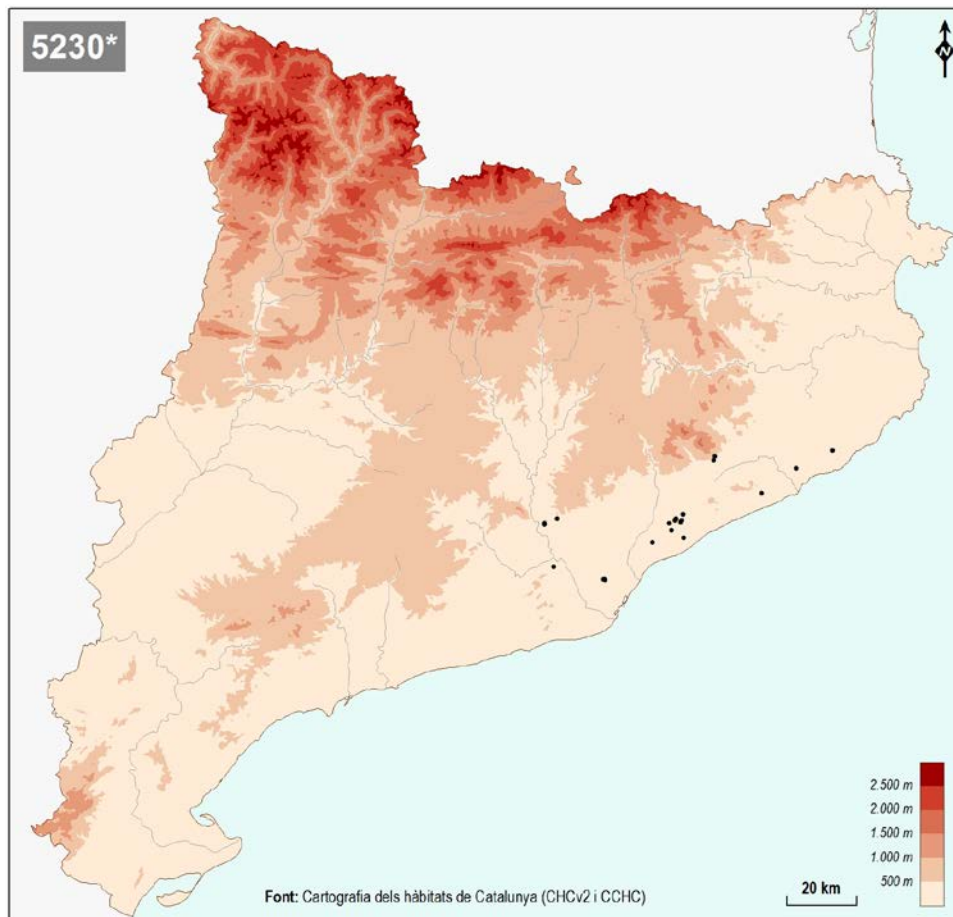 5230*
N
2.500 m
2.000 m
1.500 m
1.000 m
500 m
Font: Cartografia dels hàbitats de Catalunya (CHCv2 i CCHC)
20 km